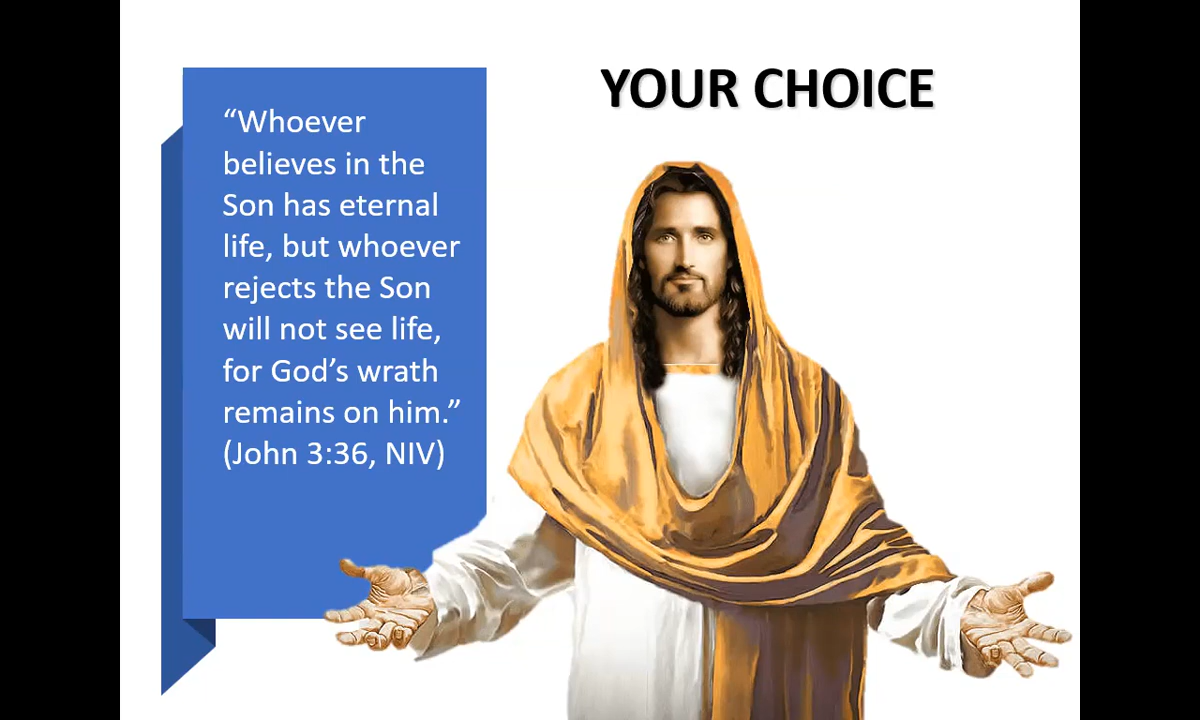 YOUR CHOICE
“Whoever
believes in the
Son has eternal
life, but whoever
rejects the Son
will not see life,
for God’s wrath
remains on him.”
(John 3:36, NIV)